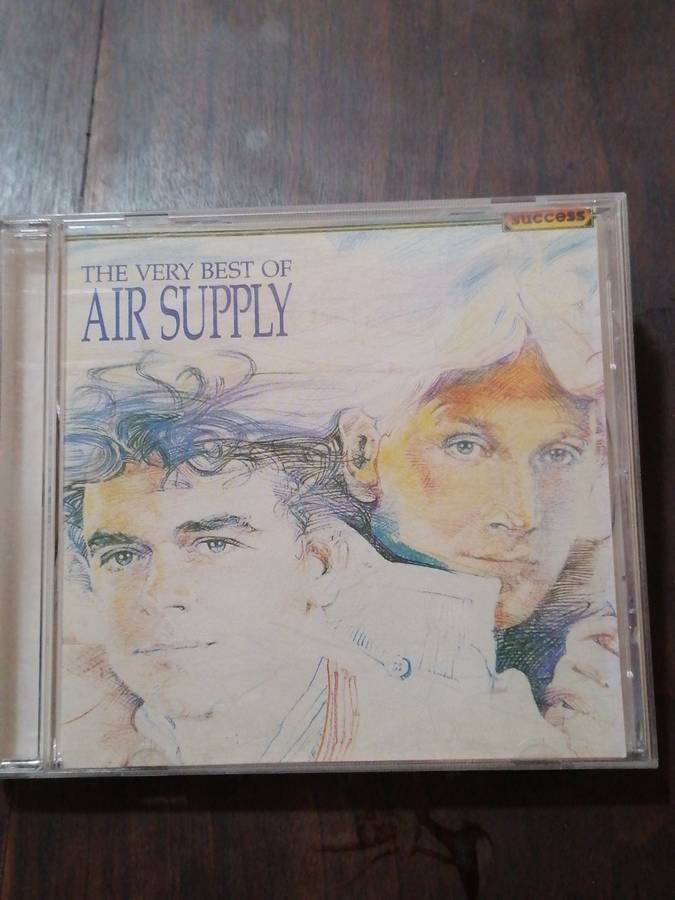 success
THE VERY BEST OF
AIR SUPPLY